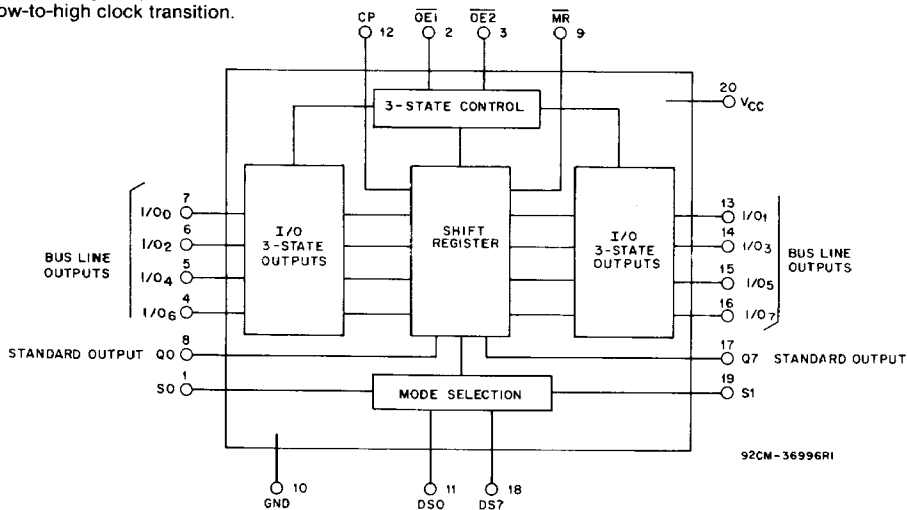 ow-to-high clock transition.
CP 12
O̅E̅1̅ 2
O̅E̅2̅ 3
M̅R̅ 9
20 VCC
3-STATE CONTROL
I/O 3-STATE OUTPUTS
SHIFT REGISTER
I/O 3-STATE OUTPUTS
BUS LINE OUTPUTS
7 I/O0
6 I/O2
5 I/O4
4 I/O6
13 I/O1
14 I/O3
15 I/O5
16 I/O7
BUS LINE OUTPUTS
STANDARD OUTPUT Q0 8
17 Q7 STANDARD OUTPUT
S0 1
MODE SELECTION
19 S1
10 GND
11 DS0
18 DS7
92CM-36996R1